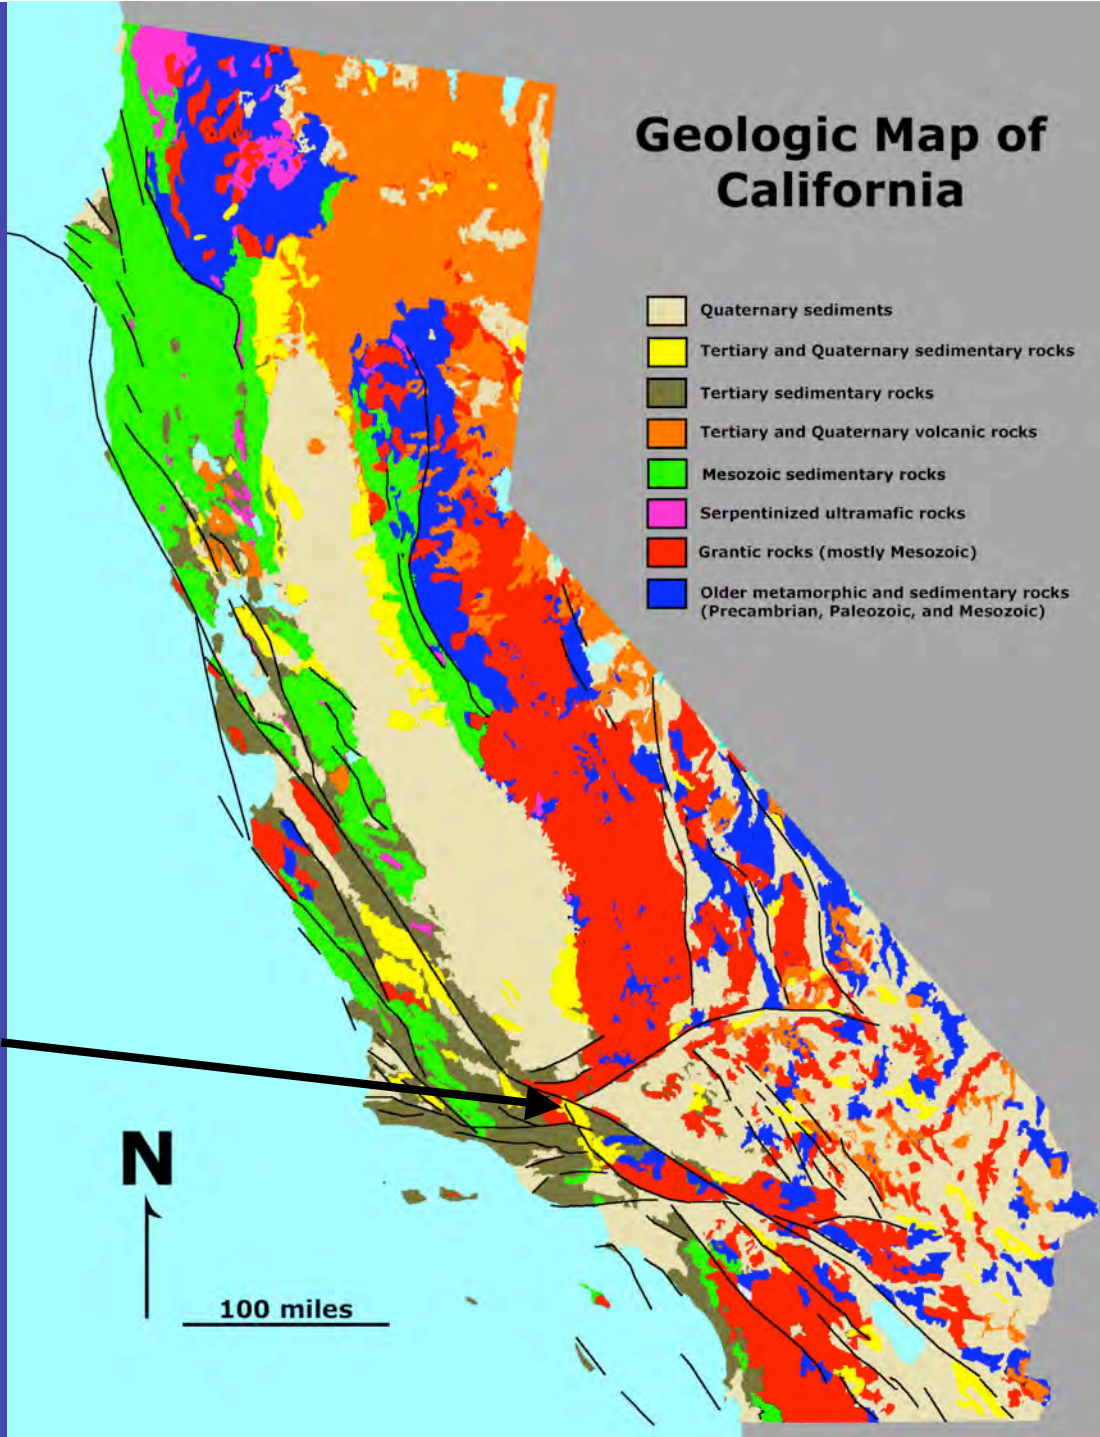 Geologic Map of
California
Quaternary sediments
Tertiary and Quaternary sedimentary rocks
Tertiary sedimentary rocks
Tertiary and Quaternary volcanic rocks
Mesozoic sedimentary rocks
Serpentinized ultramafic rocks
Grantic rocks (mostly Mesozoic)
Older metamorphic and sedimentary rocks
(Precambrian, Paleozoic, and Mesozoic)
N
100 miles